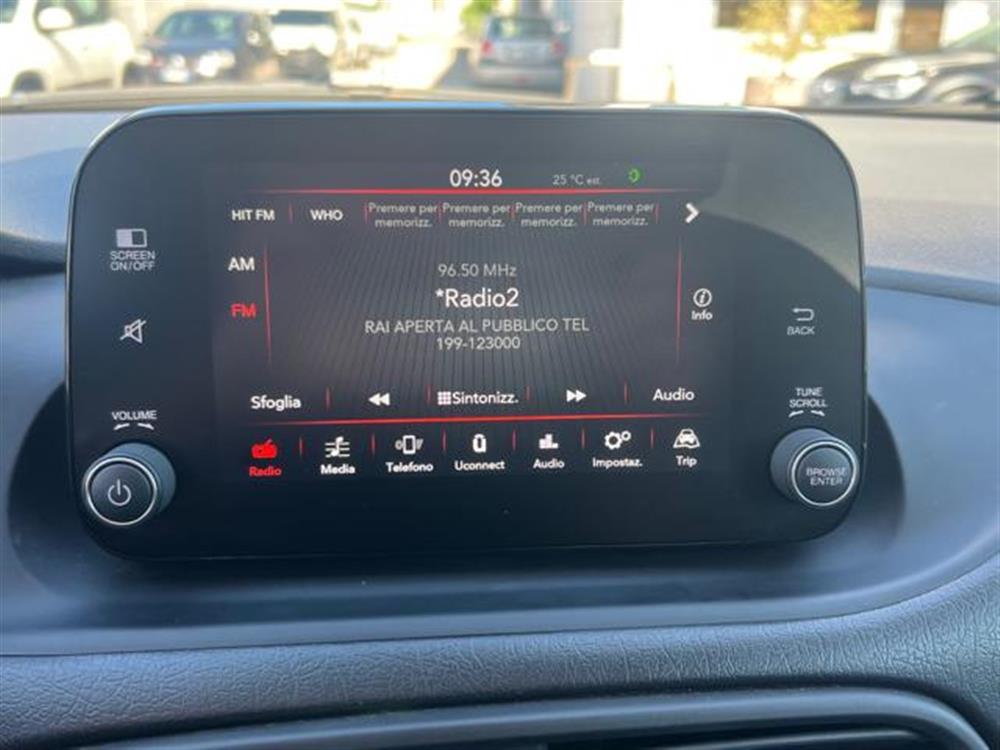 09:36
25 °C est.
HIT FM
WHO
Premere per
memorizz.
Premere per
memorizz.
Premere per
memorizz.
Premere per
memorizz.
SCREEN
ON/OFF
AM
FM
96.50 MHz
*Radio2
RAI APERTA AL PUBBLICO TEL
199-123000
Info
BACK
Sfoglia
Sintonizz.
Audio
VOLUME
TUNE
SCROLL
Radio
Media
Telefono
Uconnect
Audio
Impostaz.
Trip
BROWSE
ENTER